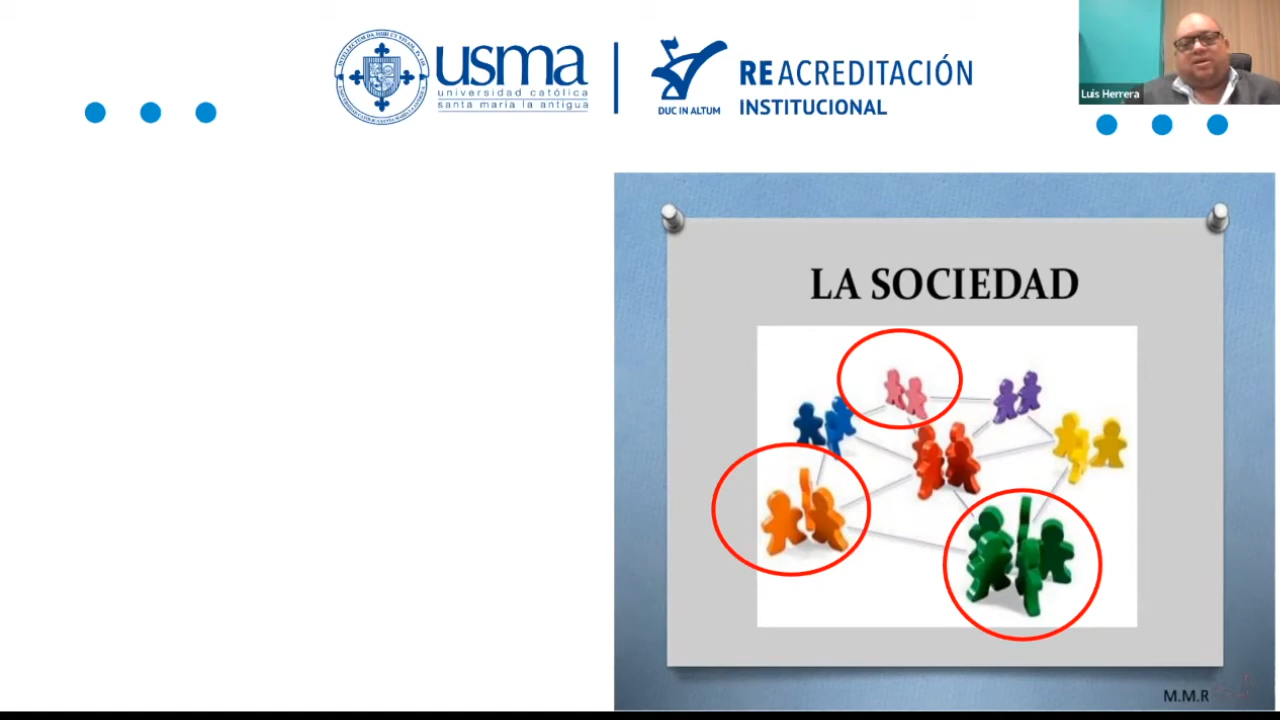 usma
universidad católica
santa maría la antigua
DUC IN ALTUM
REACREDITACIÓN
INSTITUCIONAL
Luis Herrera
LA SOCIEDAD
M.M.R